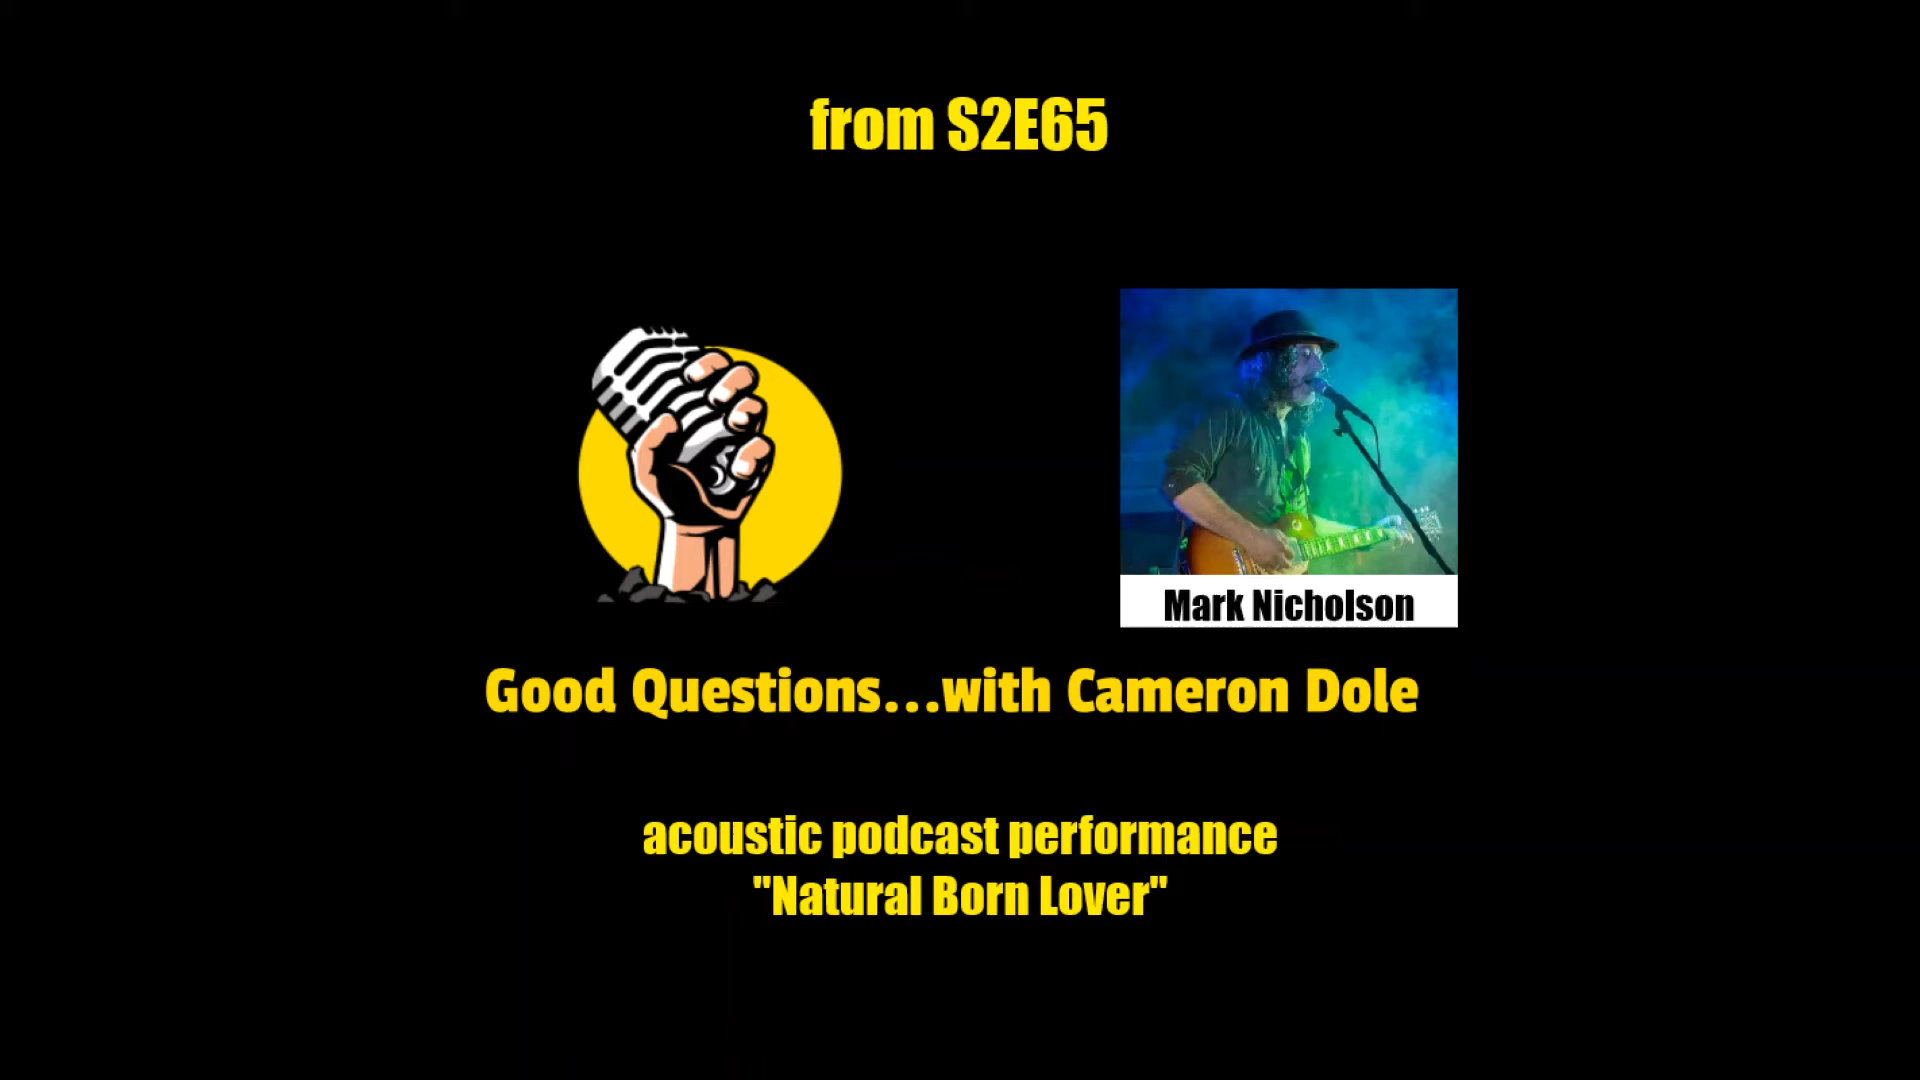 from S2E65
Mark Nicholson
Good Questions...with Cameron Dole
acoustic podcast performance
"Natural Born Lover"